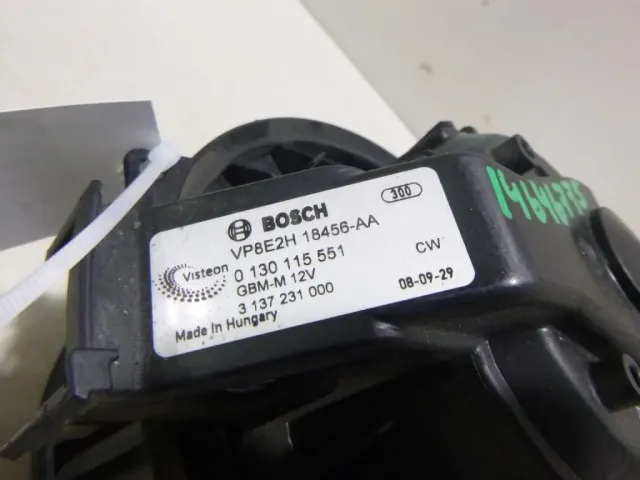 300
BOSCH
VP8E2H 18456-AA
Visteon
0 130 115 551
CW
GBM-M 12V
08-09-29
3 137 231 000
Made in Hungary